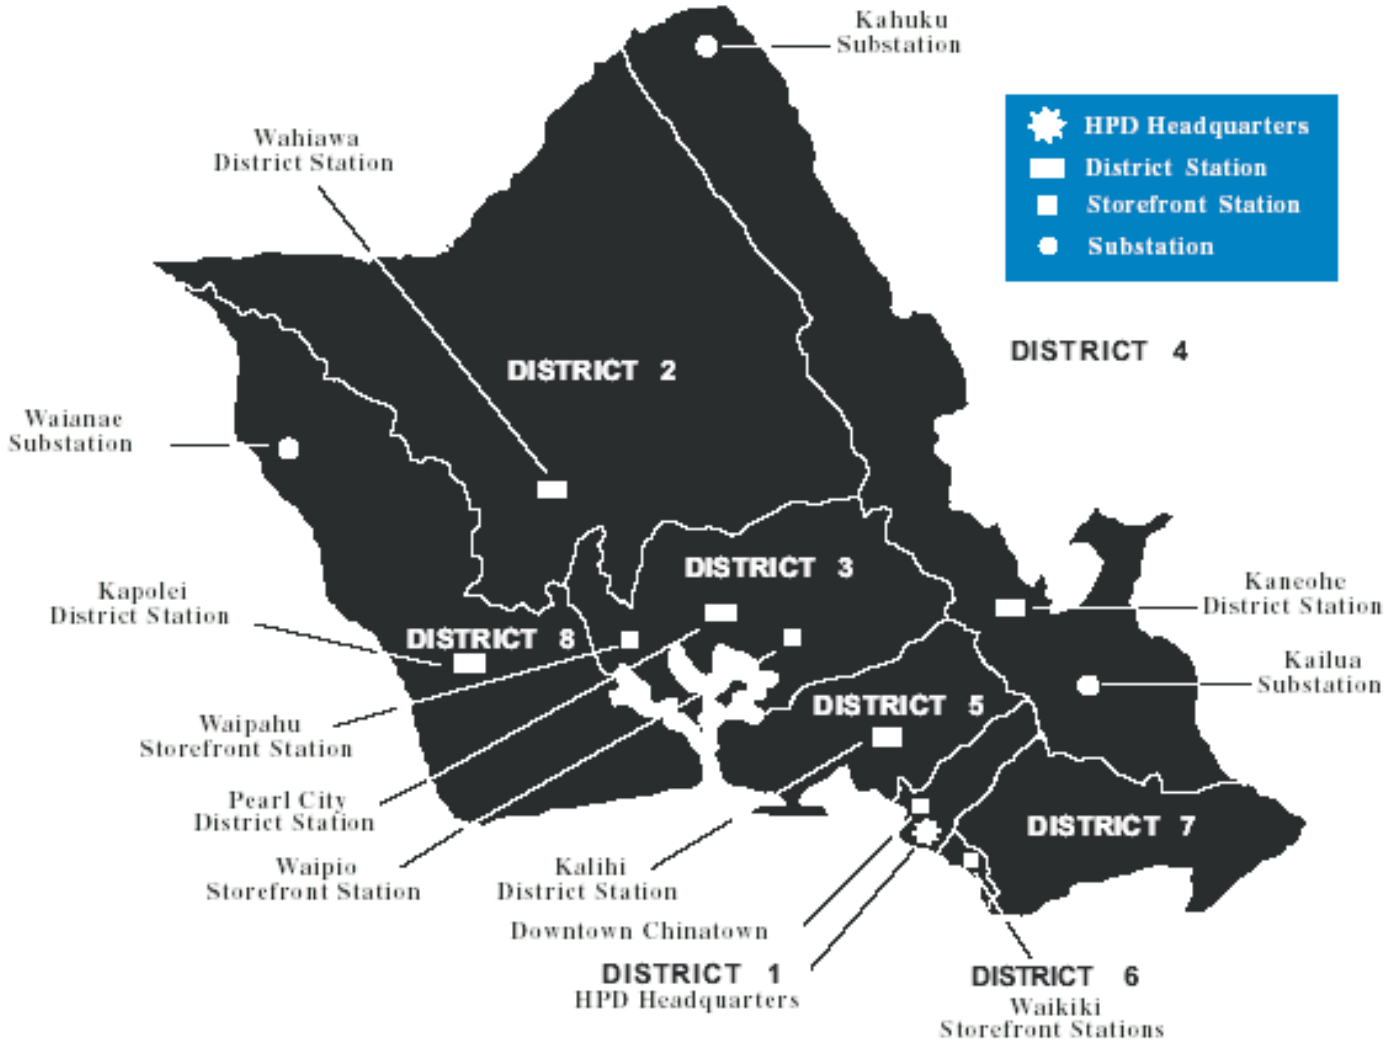 Kahuku
Substation
HPD Headquarters
District Station
Storefront Station
Substation
Wahiawa
District Station
DISTRICT 4
DISTRICT 2
Waianae
Substation
DISTRICT 3
Kapolei
District Station
Kaneohe
District Station
DISTRICT 8
Kailua
Substation
DISTRICT 5
Waipahu
Storefront Station
Pearl City
District Station
DISTRICT 7
Waipio
Storefront Station
Kalihi
District Station
Downtown Chinatown
DISTRICT 1
HPD Headquarters
DISTRICT 6
Waikiki
Storefront Stations